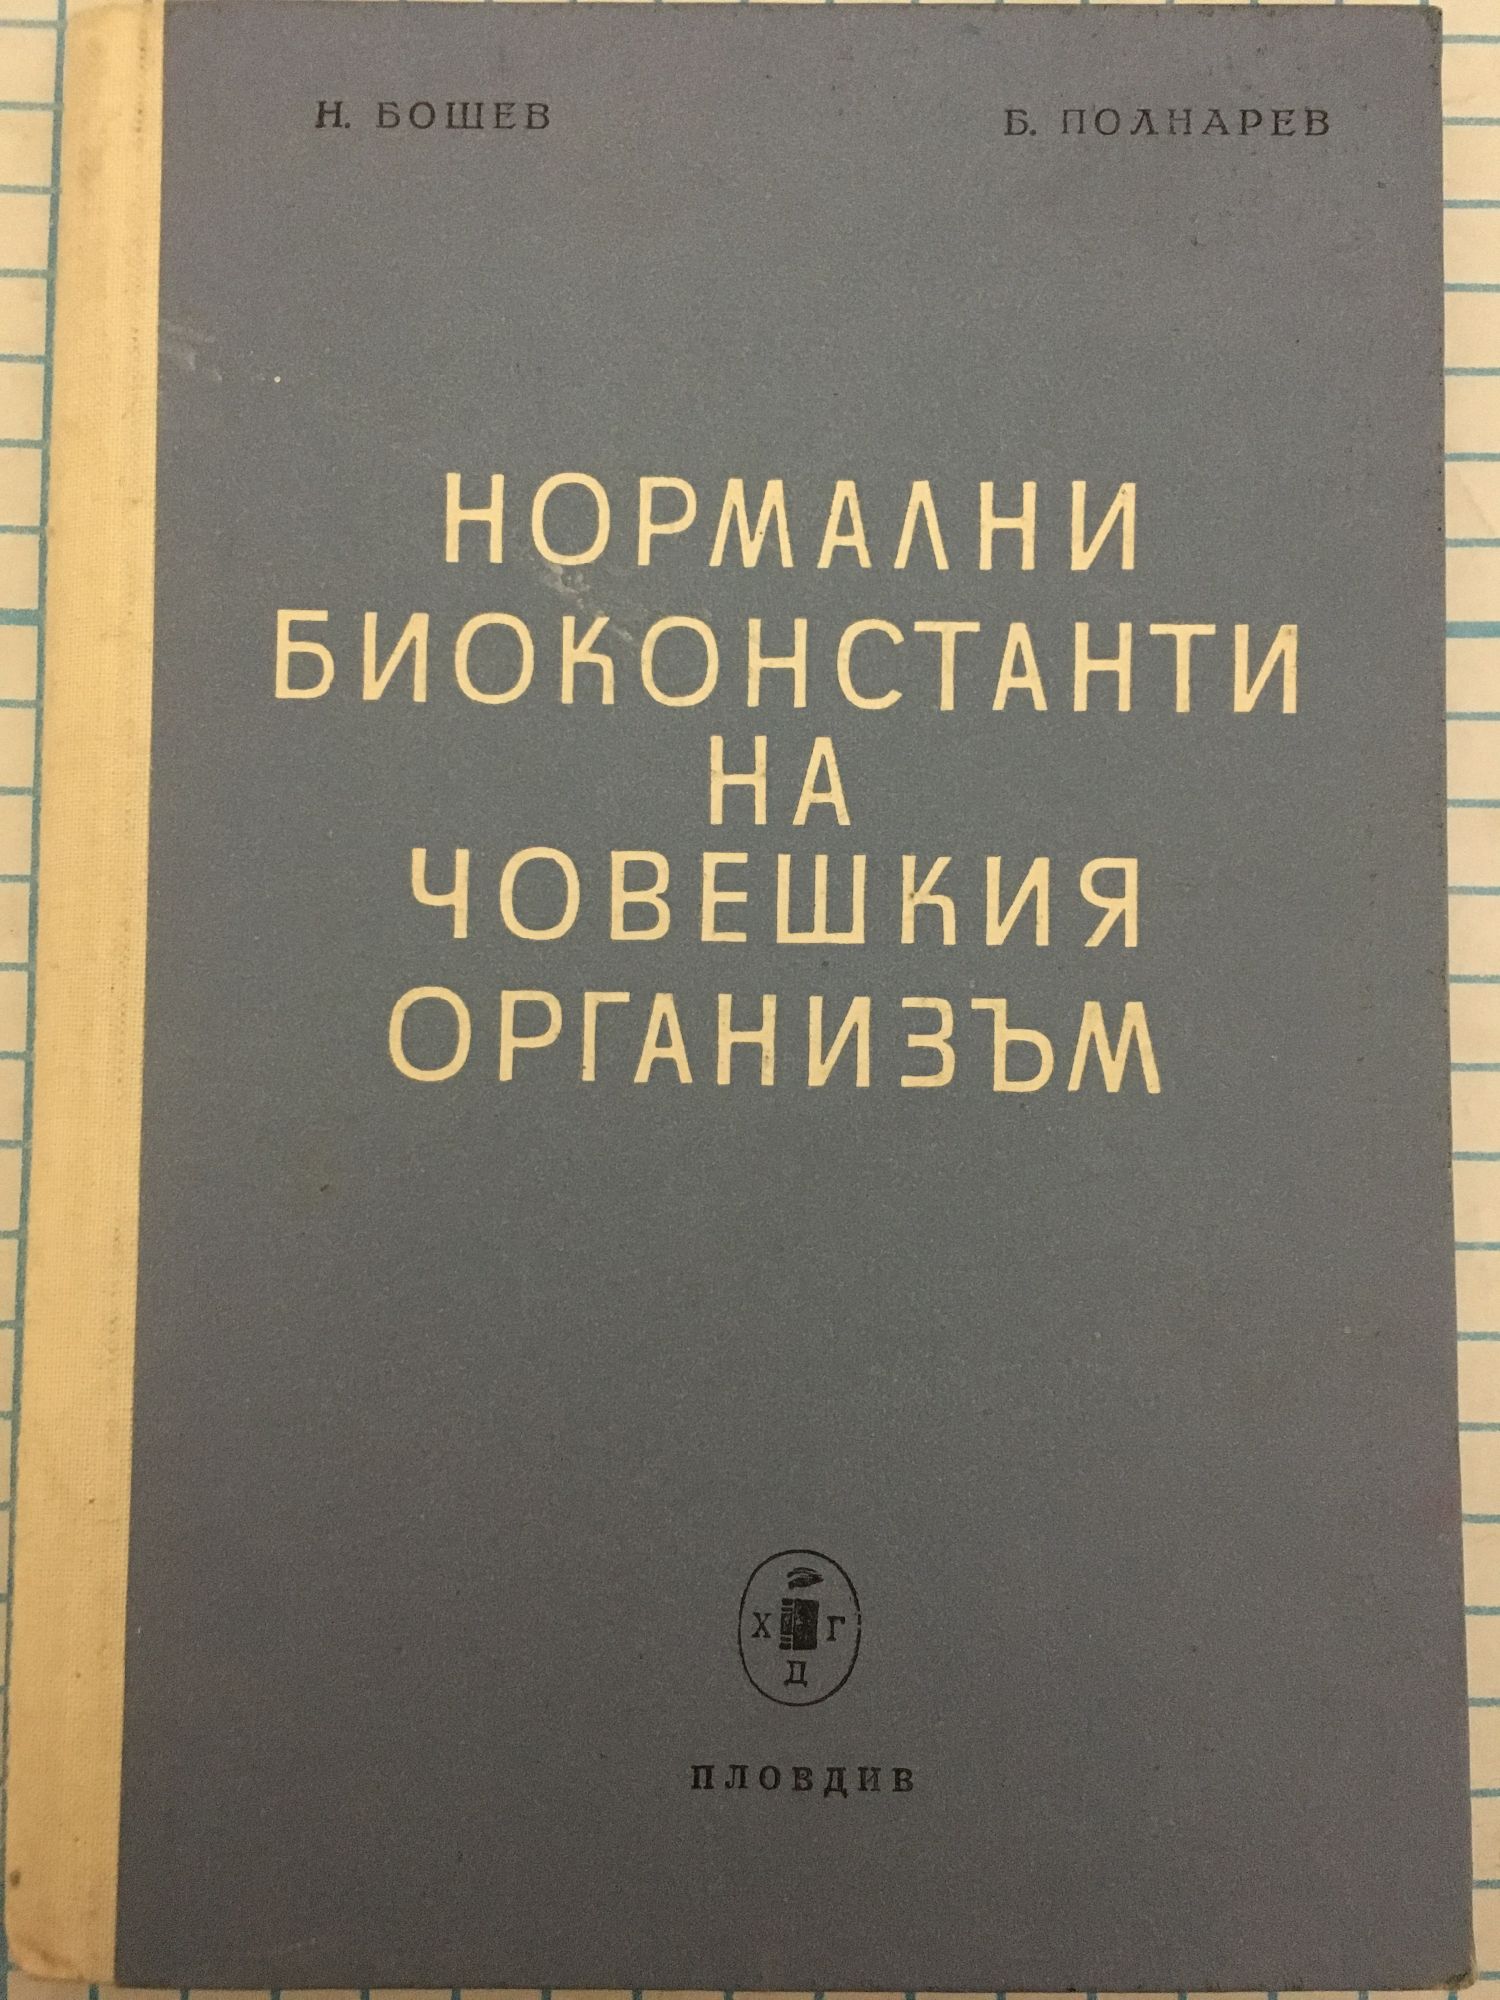 Н. БОШЕВ
Б. ПОЛНАРЕВ
НОРМАЛНИ
БИОКОНСТАНТИ
НА
ЧОВЕШКИЯ
ОРГАНИЗЪМ
Х Г
Д
ПЛОВДИВ